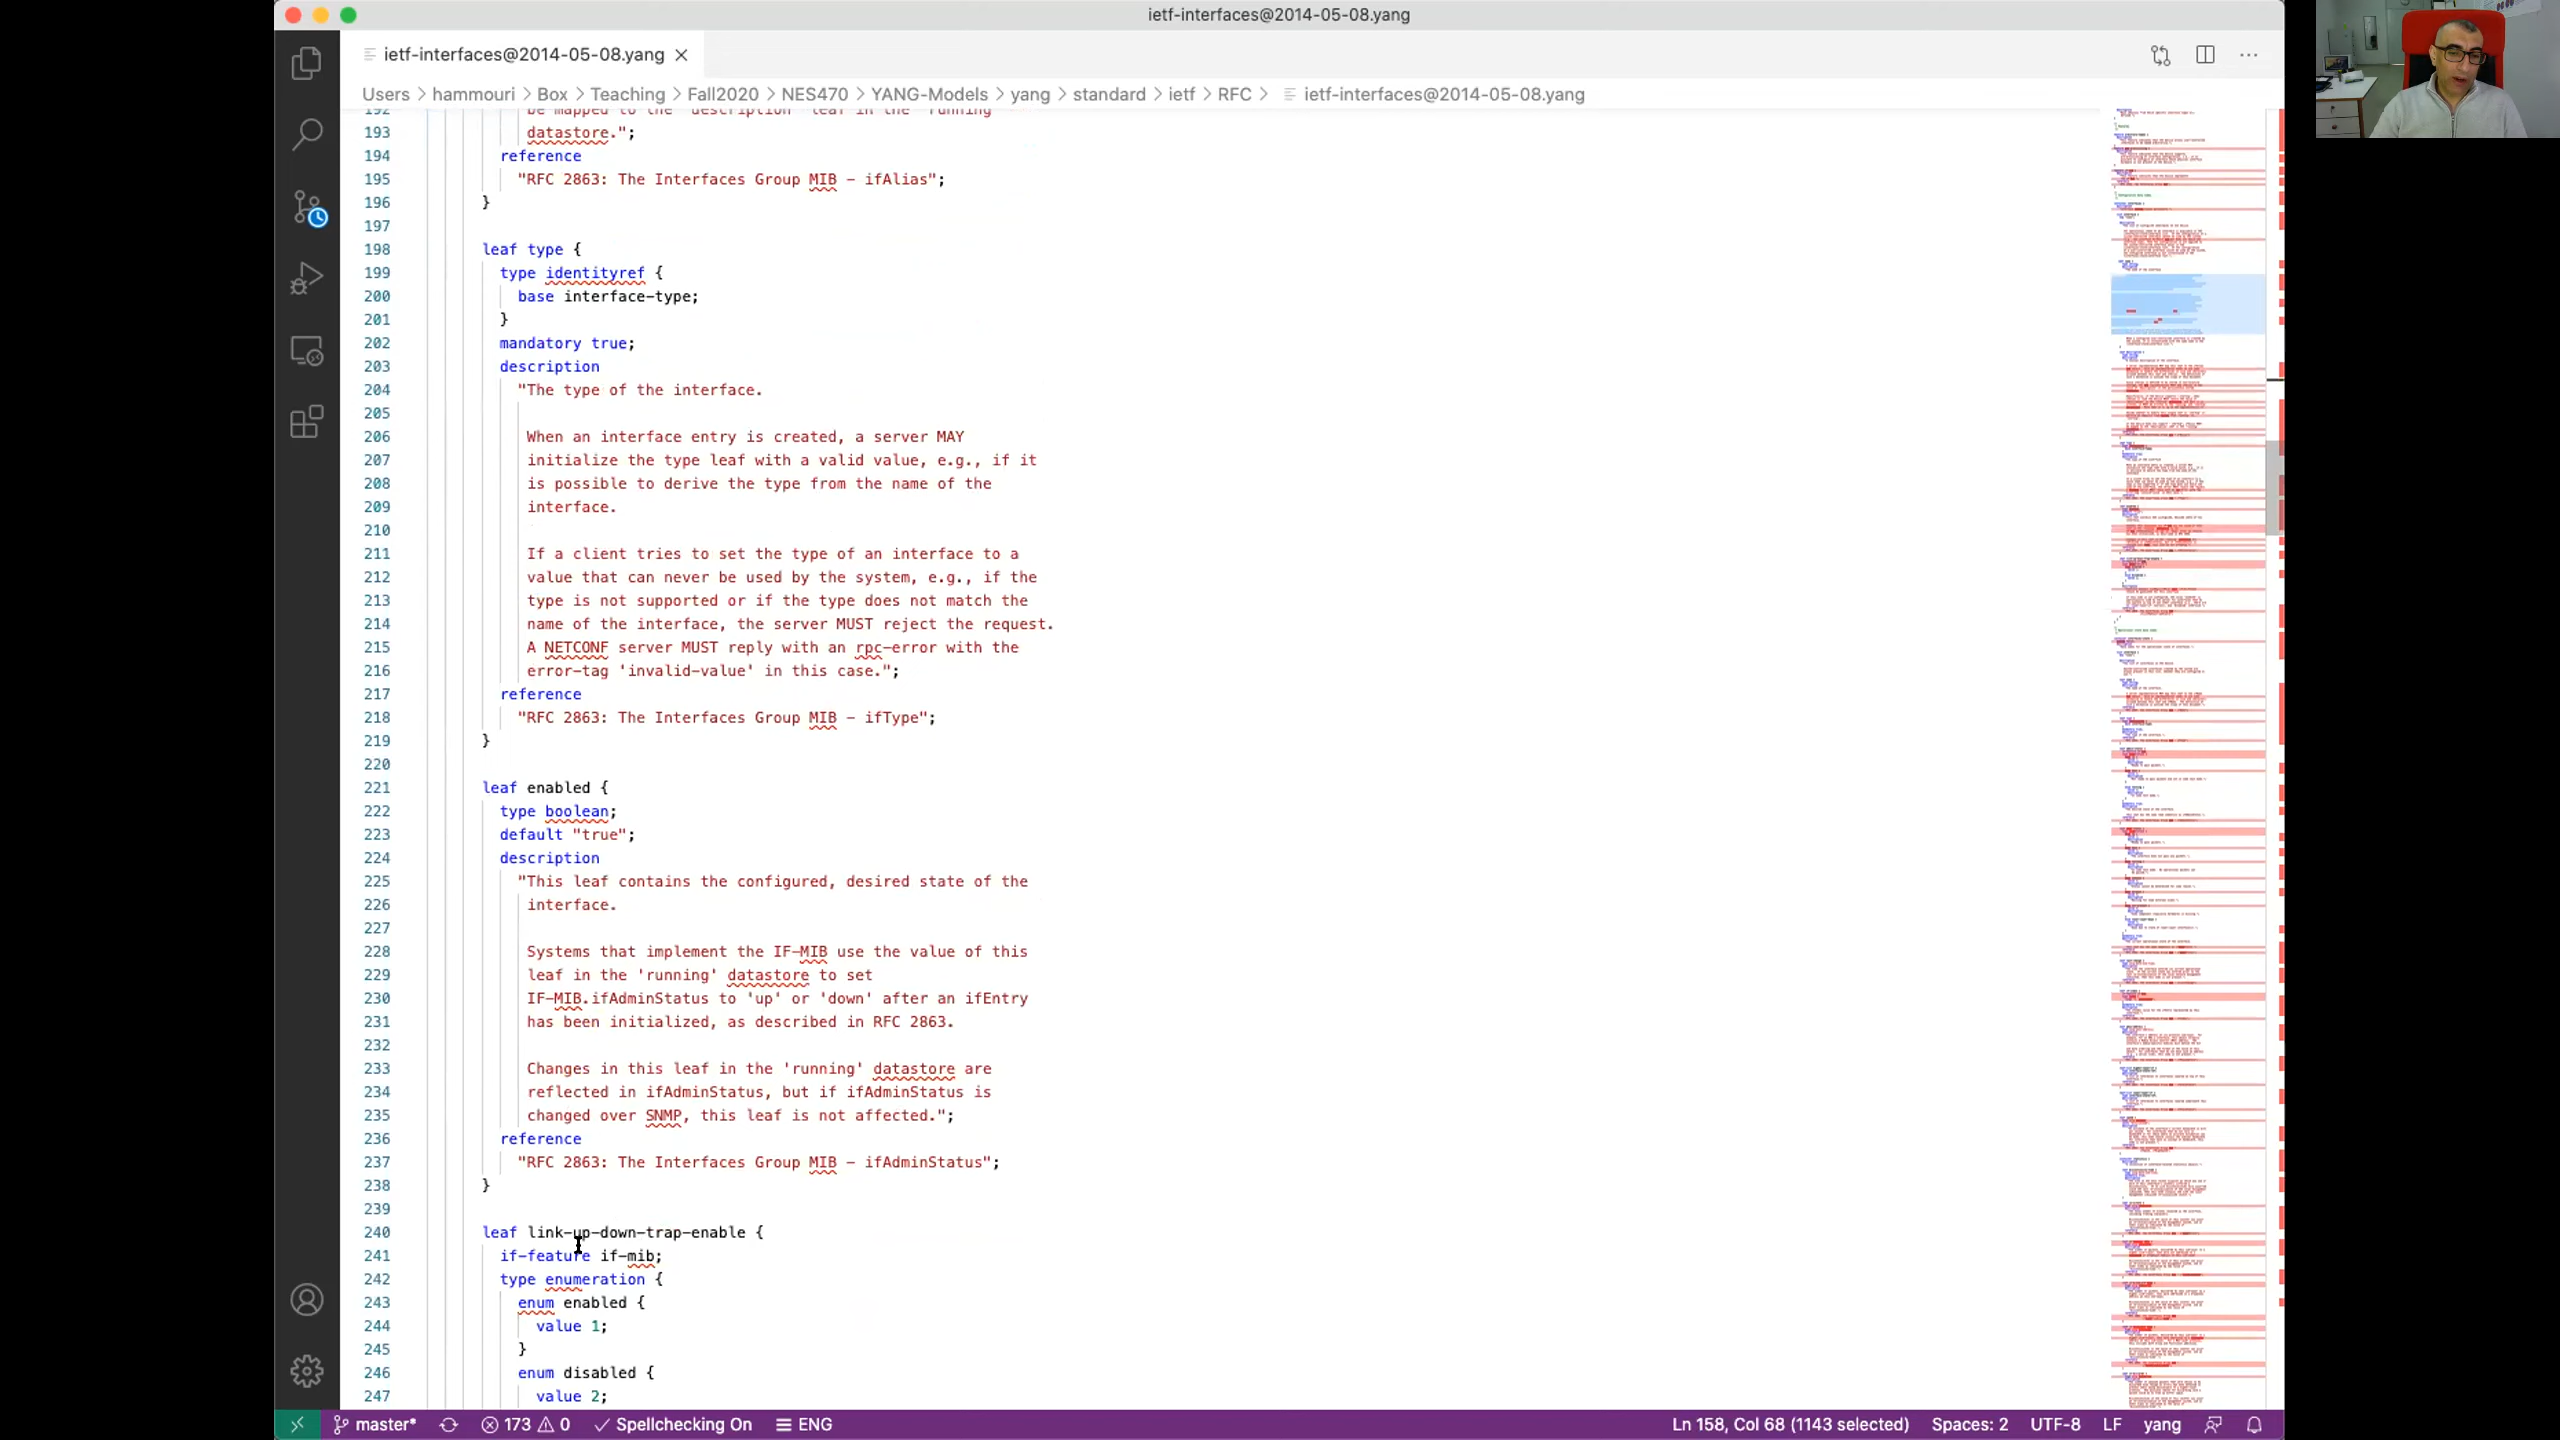 ietf-interfaces@2014-05-08.yang
ietf-interfaces@2014-05-08.yang
Users > hammouri > Box > Teaching > Fall2020 > NES470 > YANG-Models > yang > standard > ietf > RFC > ietf-interfaces@2014-05-08.yang
192 be mapped to the 'description' leaf in the 'running'
193 datastore.";
194 reference
195 "RFC 2863: The Interfaces Group MIB - ifAlias";
196 }
197
198 leaf type {
199 type identityref {
200 base interface-type;
201 }
202 mandatory true;
203 description
204 "The type of the interface.
205
206 When an interface entry is created, a server MAY
207 initialize the type leaf with a valid value, e.g., if it
208 is possible to derive the type from the name of the
209 interface.
210
211 If a client tries to set the type of an interface to a
212 value that can never be used by the system, e.g., if the
213 type is not supported or if the type does not match the
214 name of the interface, the server MUST reject the request.
215 A NETCONF server MUST reply with an rpc-error with the
216 error-tag 'invalid-value' in this case.";
217 reference
218 "RFC 2863: The Interfaces Group MIB - ifType";
219 }
220
221 leaf enabled {
222 type boolean;
223 default "true";
224 description
225 "This leaf contains the configured, desired state of the
226 interface.
227
228 Systems that implement the IF-MIB use the value of this
229 leaf in the 'running' datastore to set
230 IF-MIB.ifAdminStatus to 'up' or 'down' after an ifEntry
231 has been initialized, as described in RFC 2863.
232
233 Changes in this leaf in the 'running' datastore are
234 reflected in ifAdminStatus, but if ifAdminStatus is
235 changed over SNMP, this leaf is not affected.";
236 reference
237 "RFC 2863: The Interfaces Group MIB - ifAdminStatus";
238 }
239
240 leaf link-up-down-trap-enable {
241 if-feature if-mib;
242 type enumeration {
243 enum enabled {
244 value 1;
245 }
246 enum disabled {
247 value 2;
master* 173 0 Spellchecking On ENG Ln 158, Col 68 (1143 selected) Spaces: 2 UTF-8 LF yang